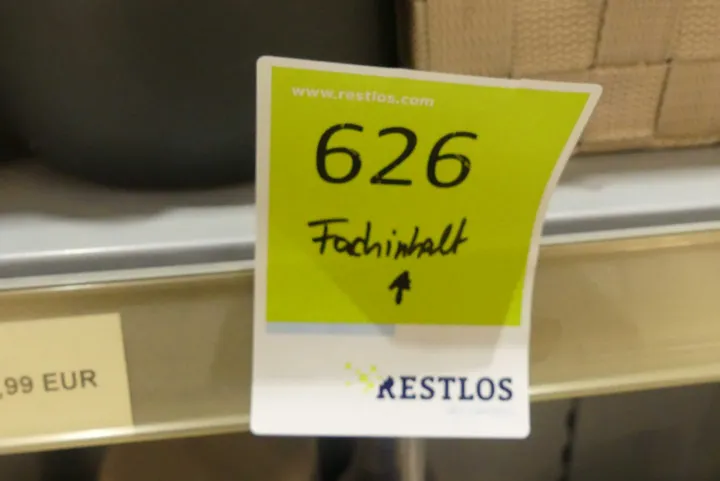 www.restlos.com
626
Fachinhalt
RESTLOS
,99 EUR